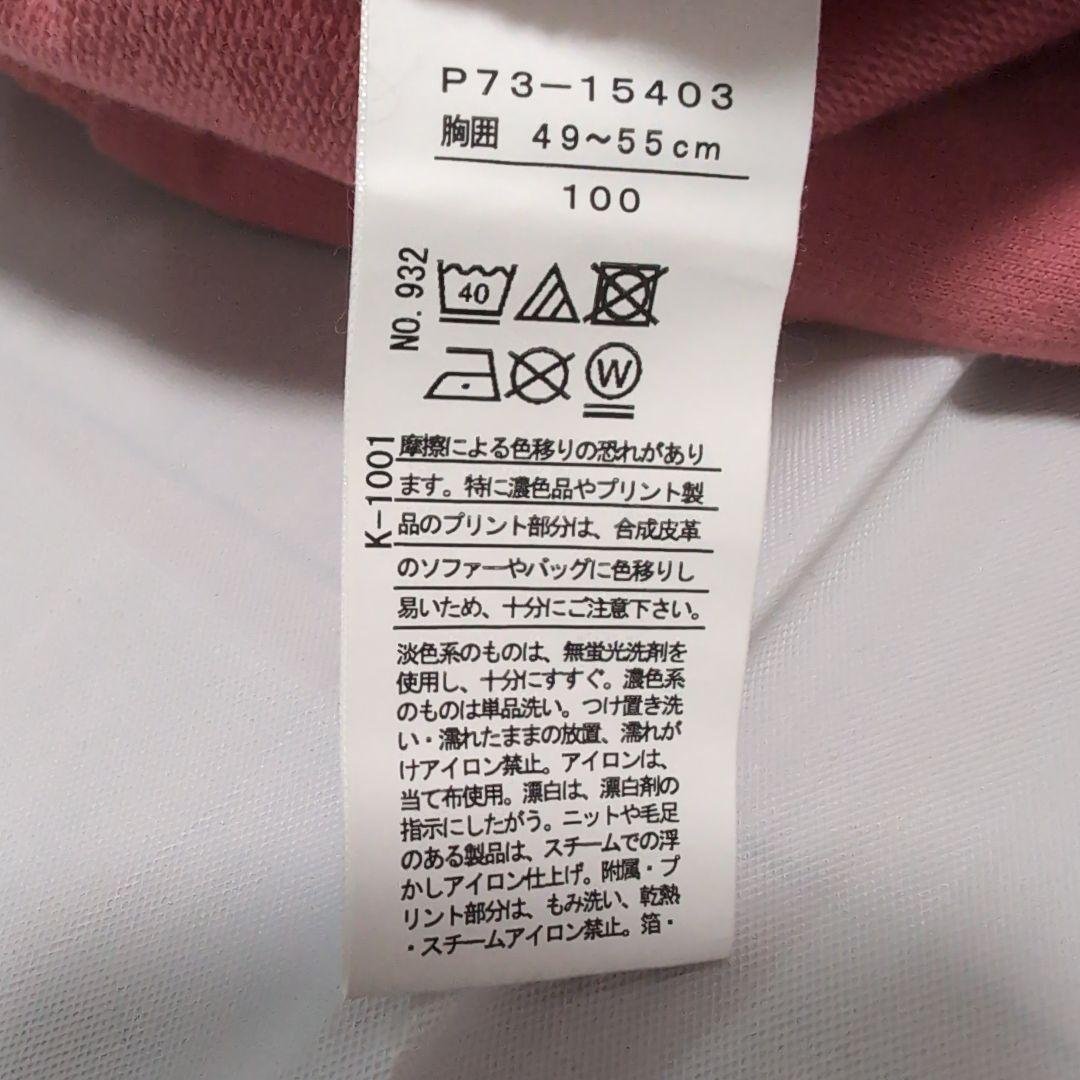 P73-15403
胸囲 49~55cm
100
NO. 932
40
W
K-1001
摩擦による色移りの恐れがあり
ます。特に濃色品やプリント製
品のプリント部分は、合成皮革
のソファーやバッグに色移りし
易いため、十分にご注意下さい。
淡色系のものは、無蛍光洗剤を
使用し、十分にすすぐ。濃色系
のものは単品洗い。つけ置き洗
い・濡れたままの放置、濡れが
けアイロン禁止。アイロンは、
当て布使用。漂白は、漂白剤の
指示にしたがう。ニットや毛足
のある製品は、スチームでの浮
かしアイロン仕上げ。附属・プ
リント部分は、もみ洗い、乾熱
・スチームアイロン禁止。箔・